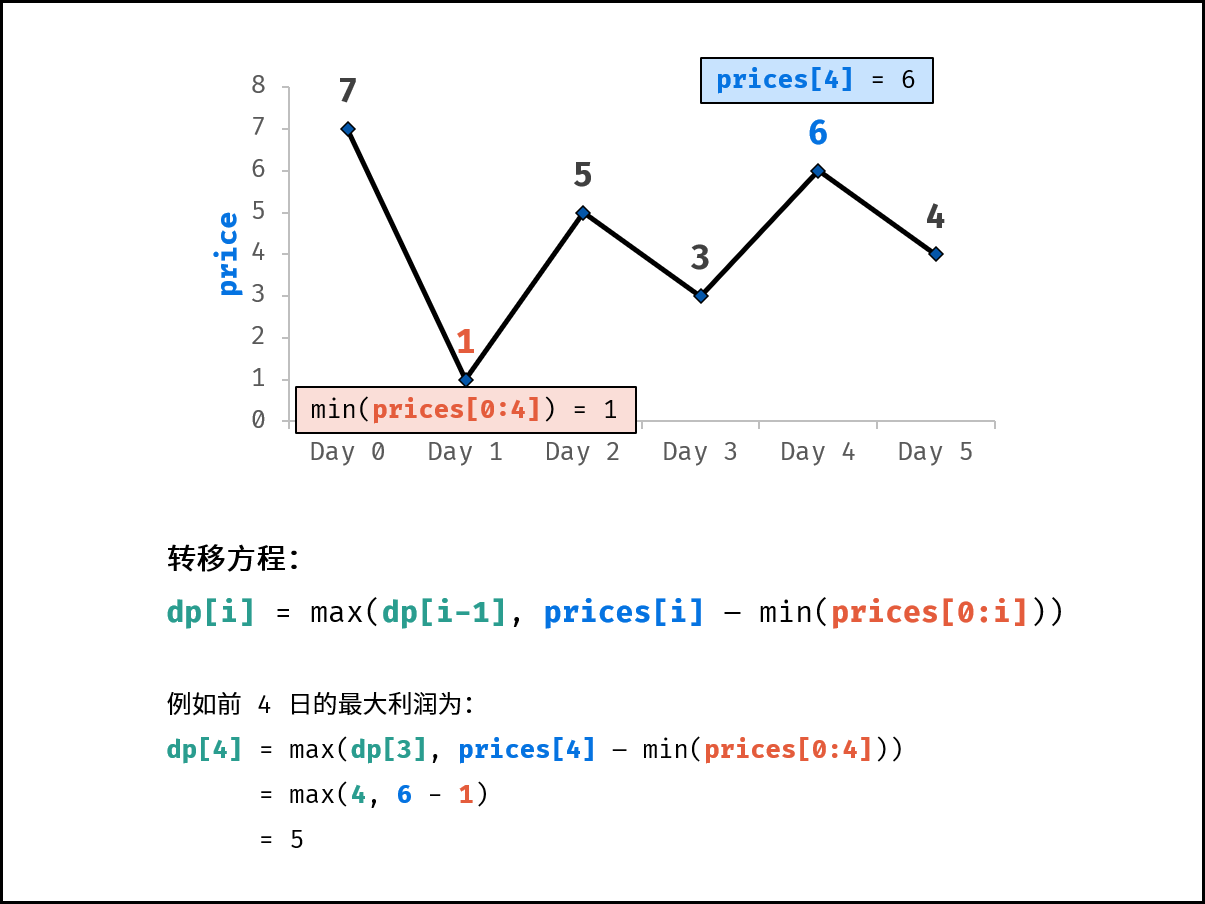 prices[4] = 6
8
7
6
5
4
3
2
1
0
price
7
1
5
3
6
4
min(prices[0:4]) = 1
Day 0 Day 1 Day 2 Day 3 Day 4 Day 5
转移方程：
dp[i] = max(dp[i-1], prices[i] — min(prices[0:i]))
例如前 4 日的最大利润为：
dp[4] = max(dp[3], prices[4] — min(prices[0:4]))
= max(4, 6 - 1)
= 5